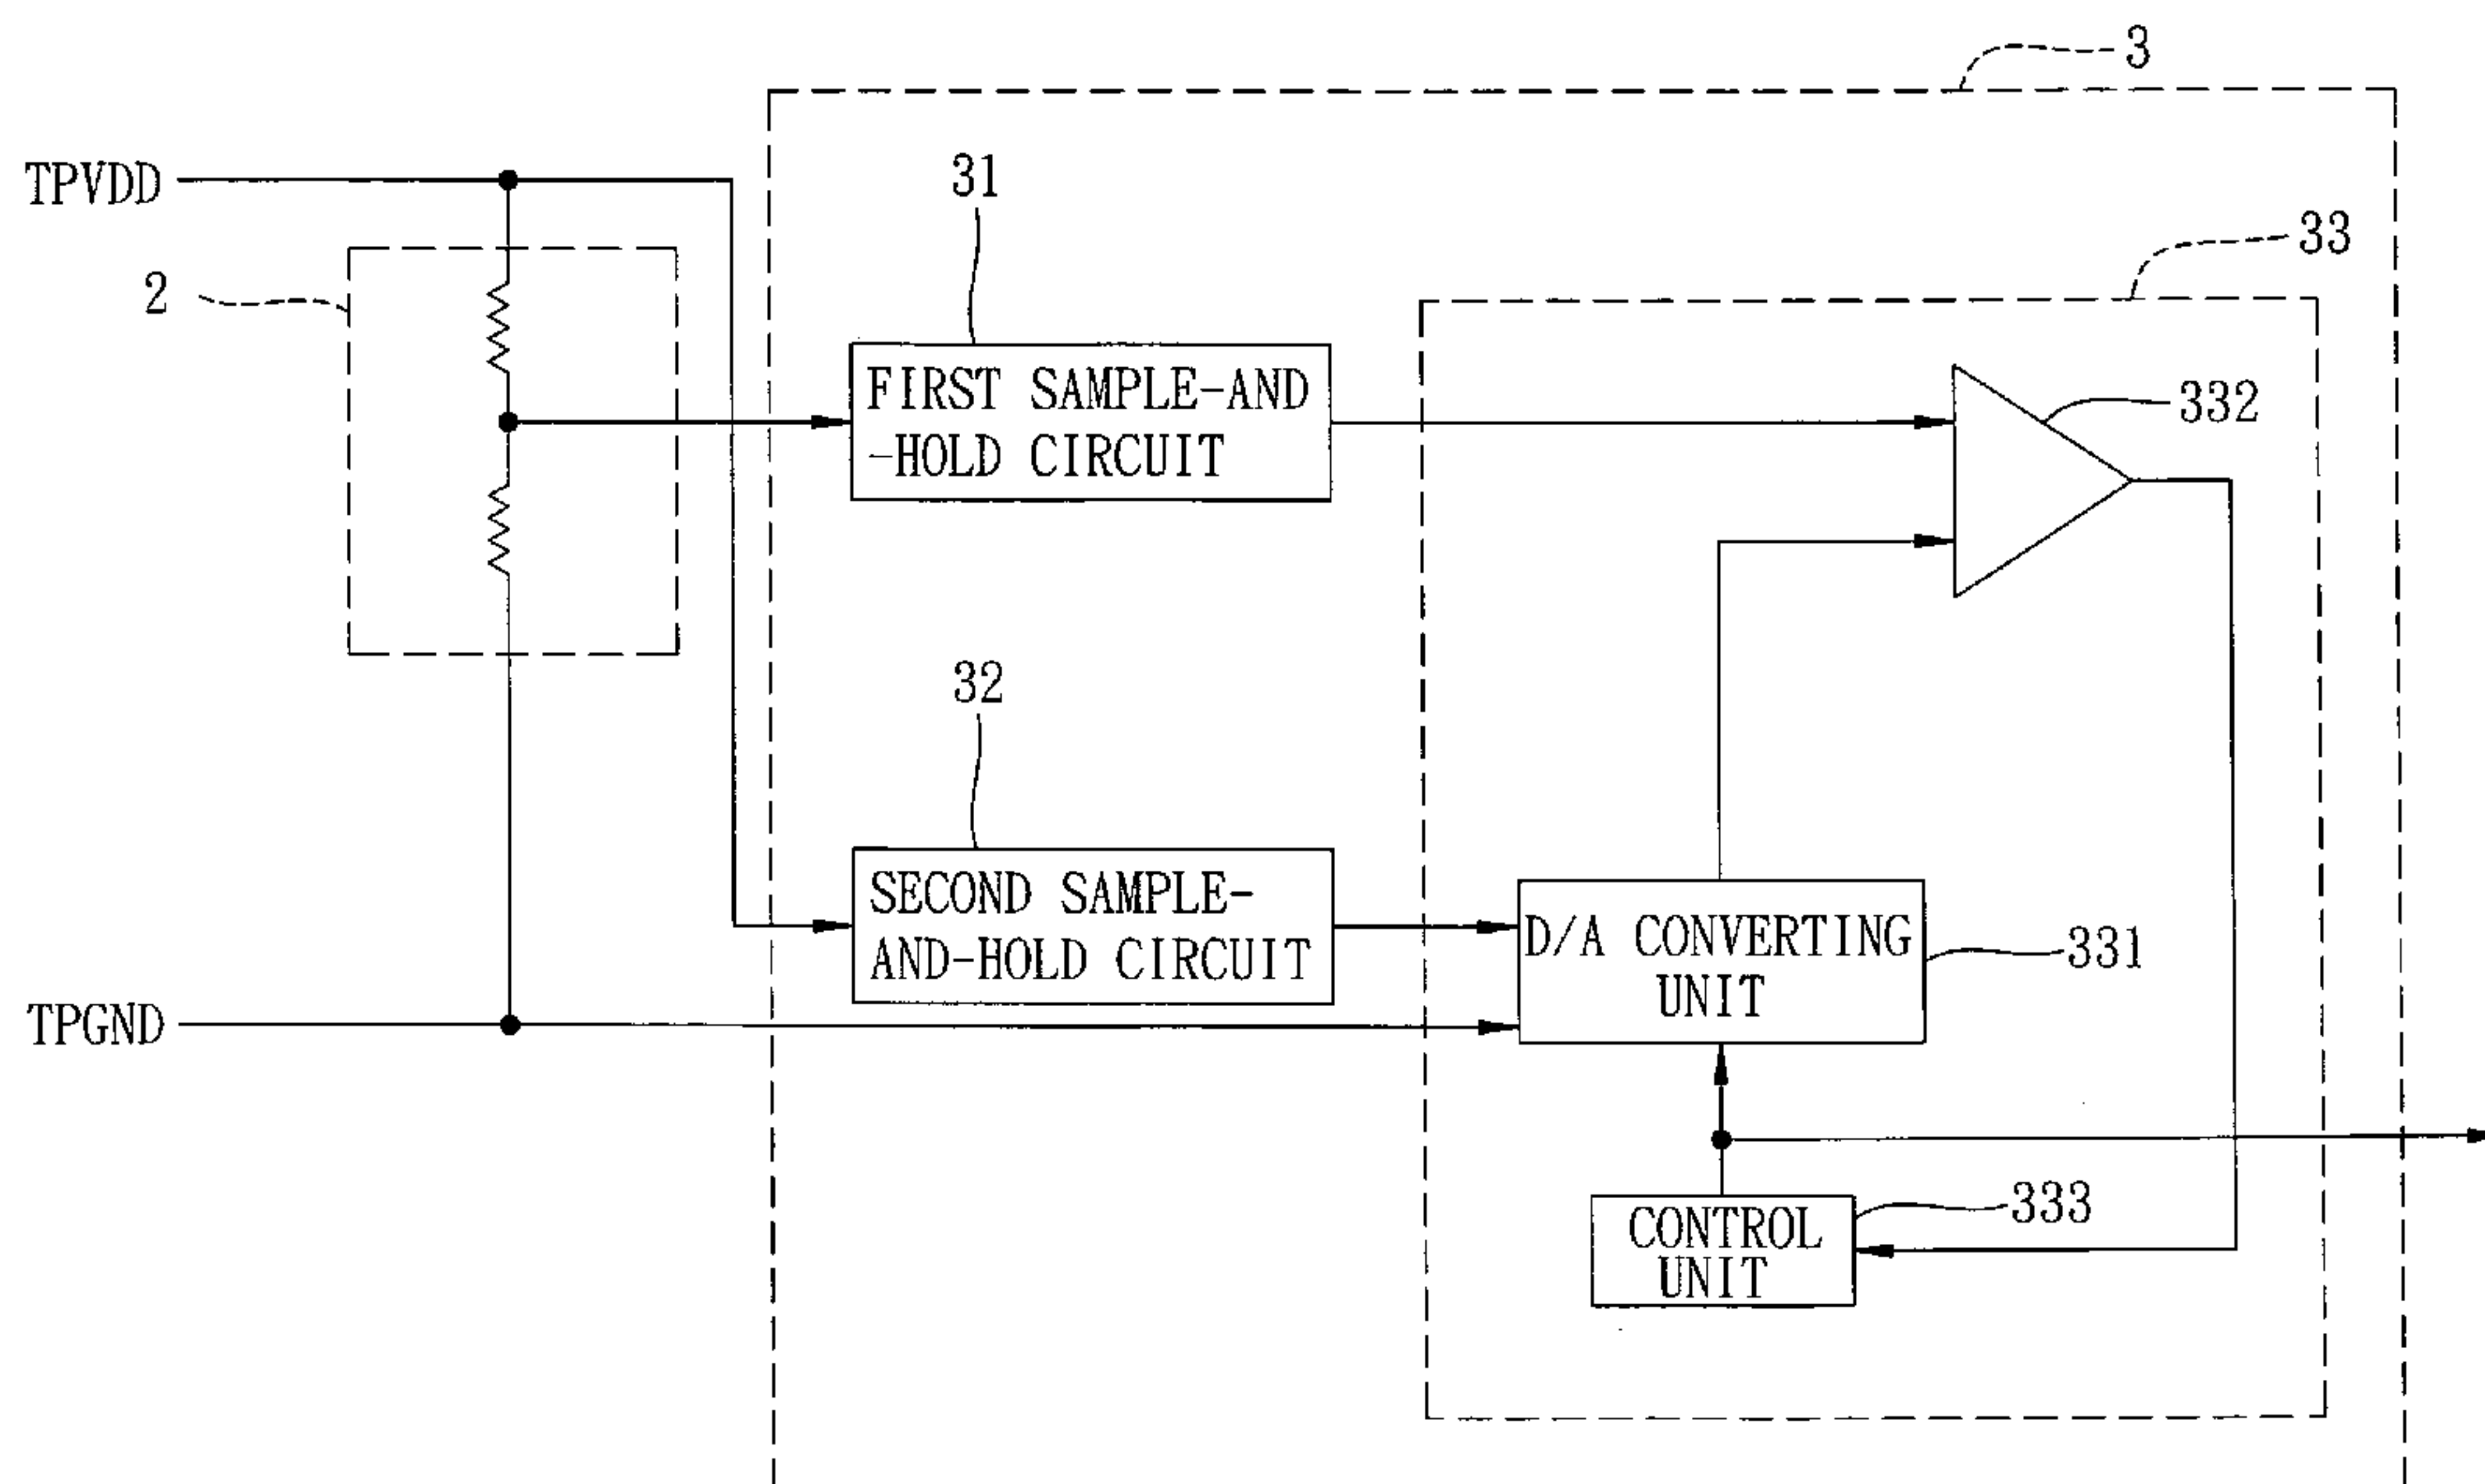 3
TPVDD
31
33
2
FIRST SAMPLE-AND
-HOLD CIRCUIT
332
32
SECOND SAMPLE-
AND-HOLD CIRCUIT
D/A CONVERTING
UNIT
331
TPGND
333
CONTROL
UNIT